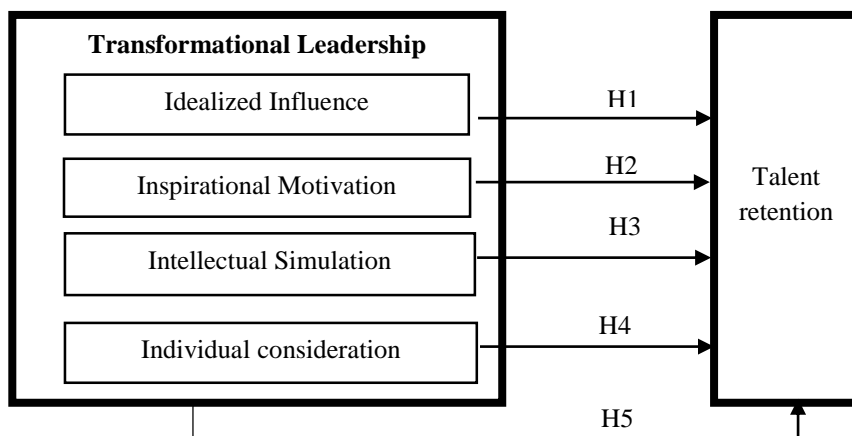 Transformational Leadership
Idealized Influence
H1
Inspirational Motivation
H2
Talent
retention
Intellectual Simulation
H3
Individual consideration
H4
H5